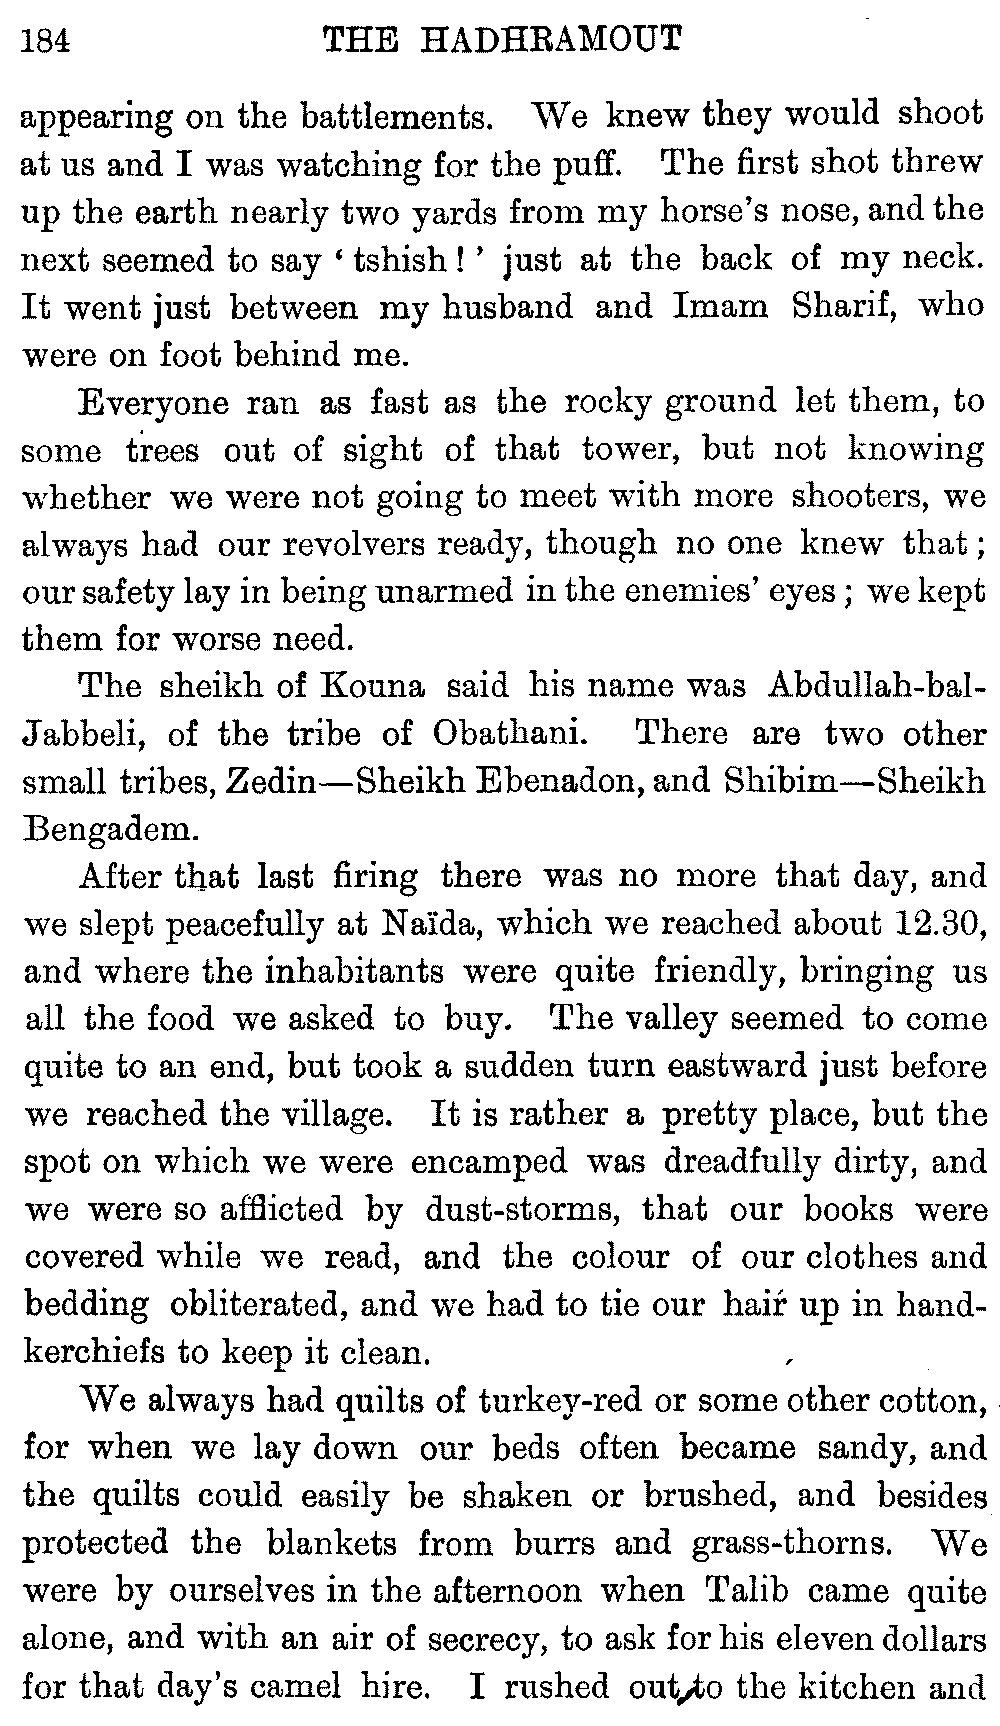 184 THE HADHRAMOUT
appearing on the battlements. We knew they would shoot
at us and I was watching for the puff. The first shot threw
up the earth nearly two yards from my horse's nose, and the
next seemed to say ‘ tshish ! ’ just at the back of my neck.
It went just between my husband and Imam Sharif, who
were on foot behind me.
Everyone ran as fast as the rocky ground let them, to
some trees out of sight of that tower, but not knowing
whether we were not going to meet with more shooters, we
always had our revolvers ready, though no one knew that ;
our safety lay in being unarmed in the enemies' eyes ; we kept
them for worse need.
The sheikh of Kouna said his name was Abdullah-bal-
Jabbeli, of the tribe of Obathani. There are two other
small tribes, Zedin—Sheikh Ebenadon, and Shibim—Sheikh
Bengadem.
After that last firing there was no more that day, and
we slept peacefully at Naïda, which we reached about 12.30,
and where the inhabitants were quite friendly, bringing us
all the food we asked to buy. The valley seemed to come
quite to an end, but took a sudden turn eastward just before
we reached the village. It is rather a pretty place, but the
spot on which we were encamped was dreadfully dirty, and
we were so afflicted by dust-storms, that our books were
covered while we read, and the colour of our clothes and
bedding obliterated, and we had to tie our hair up in hand-
kerchiefs to keep it clean.
We always had quilts of turkey-red or some other cotton,
for when we lay down our beds often became sandy, and
the quilts could easily be shaken or brushed, and besides
protected the blankets from burrs and grass-thorns. We
were by ourselves in the afternoon when Talib came quite
alone, and with an air of secrecy, to ask for his eleven dollars
for that day's camel hire. I rushed out to the kitchen and